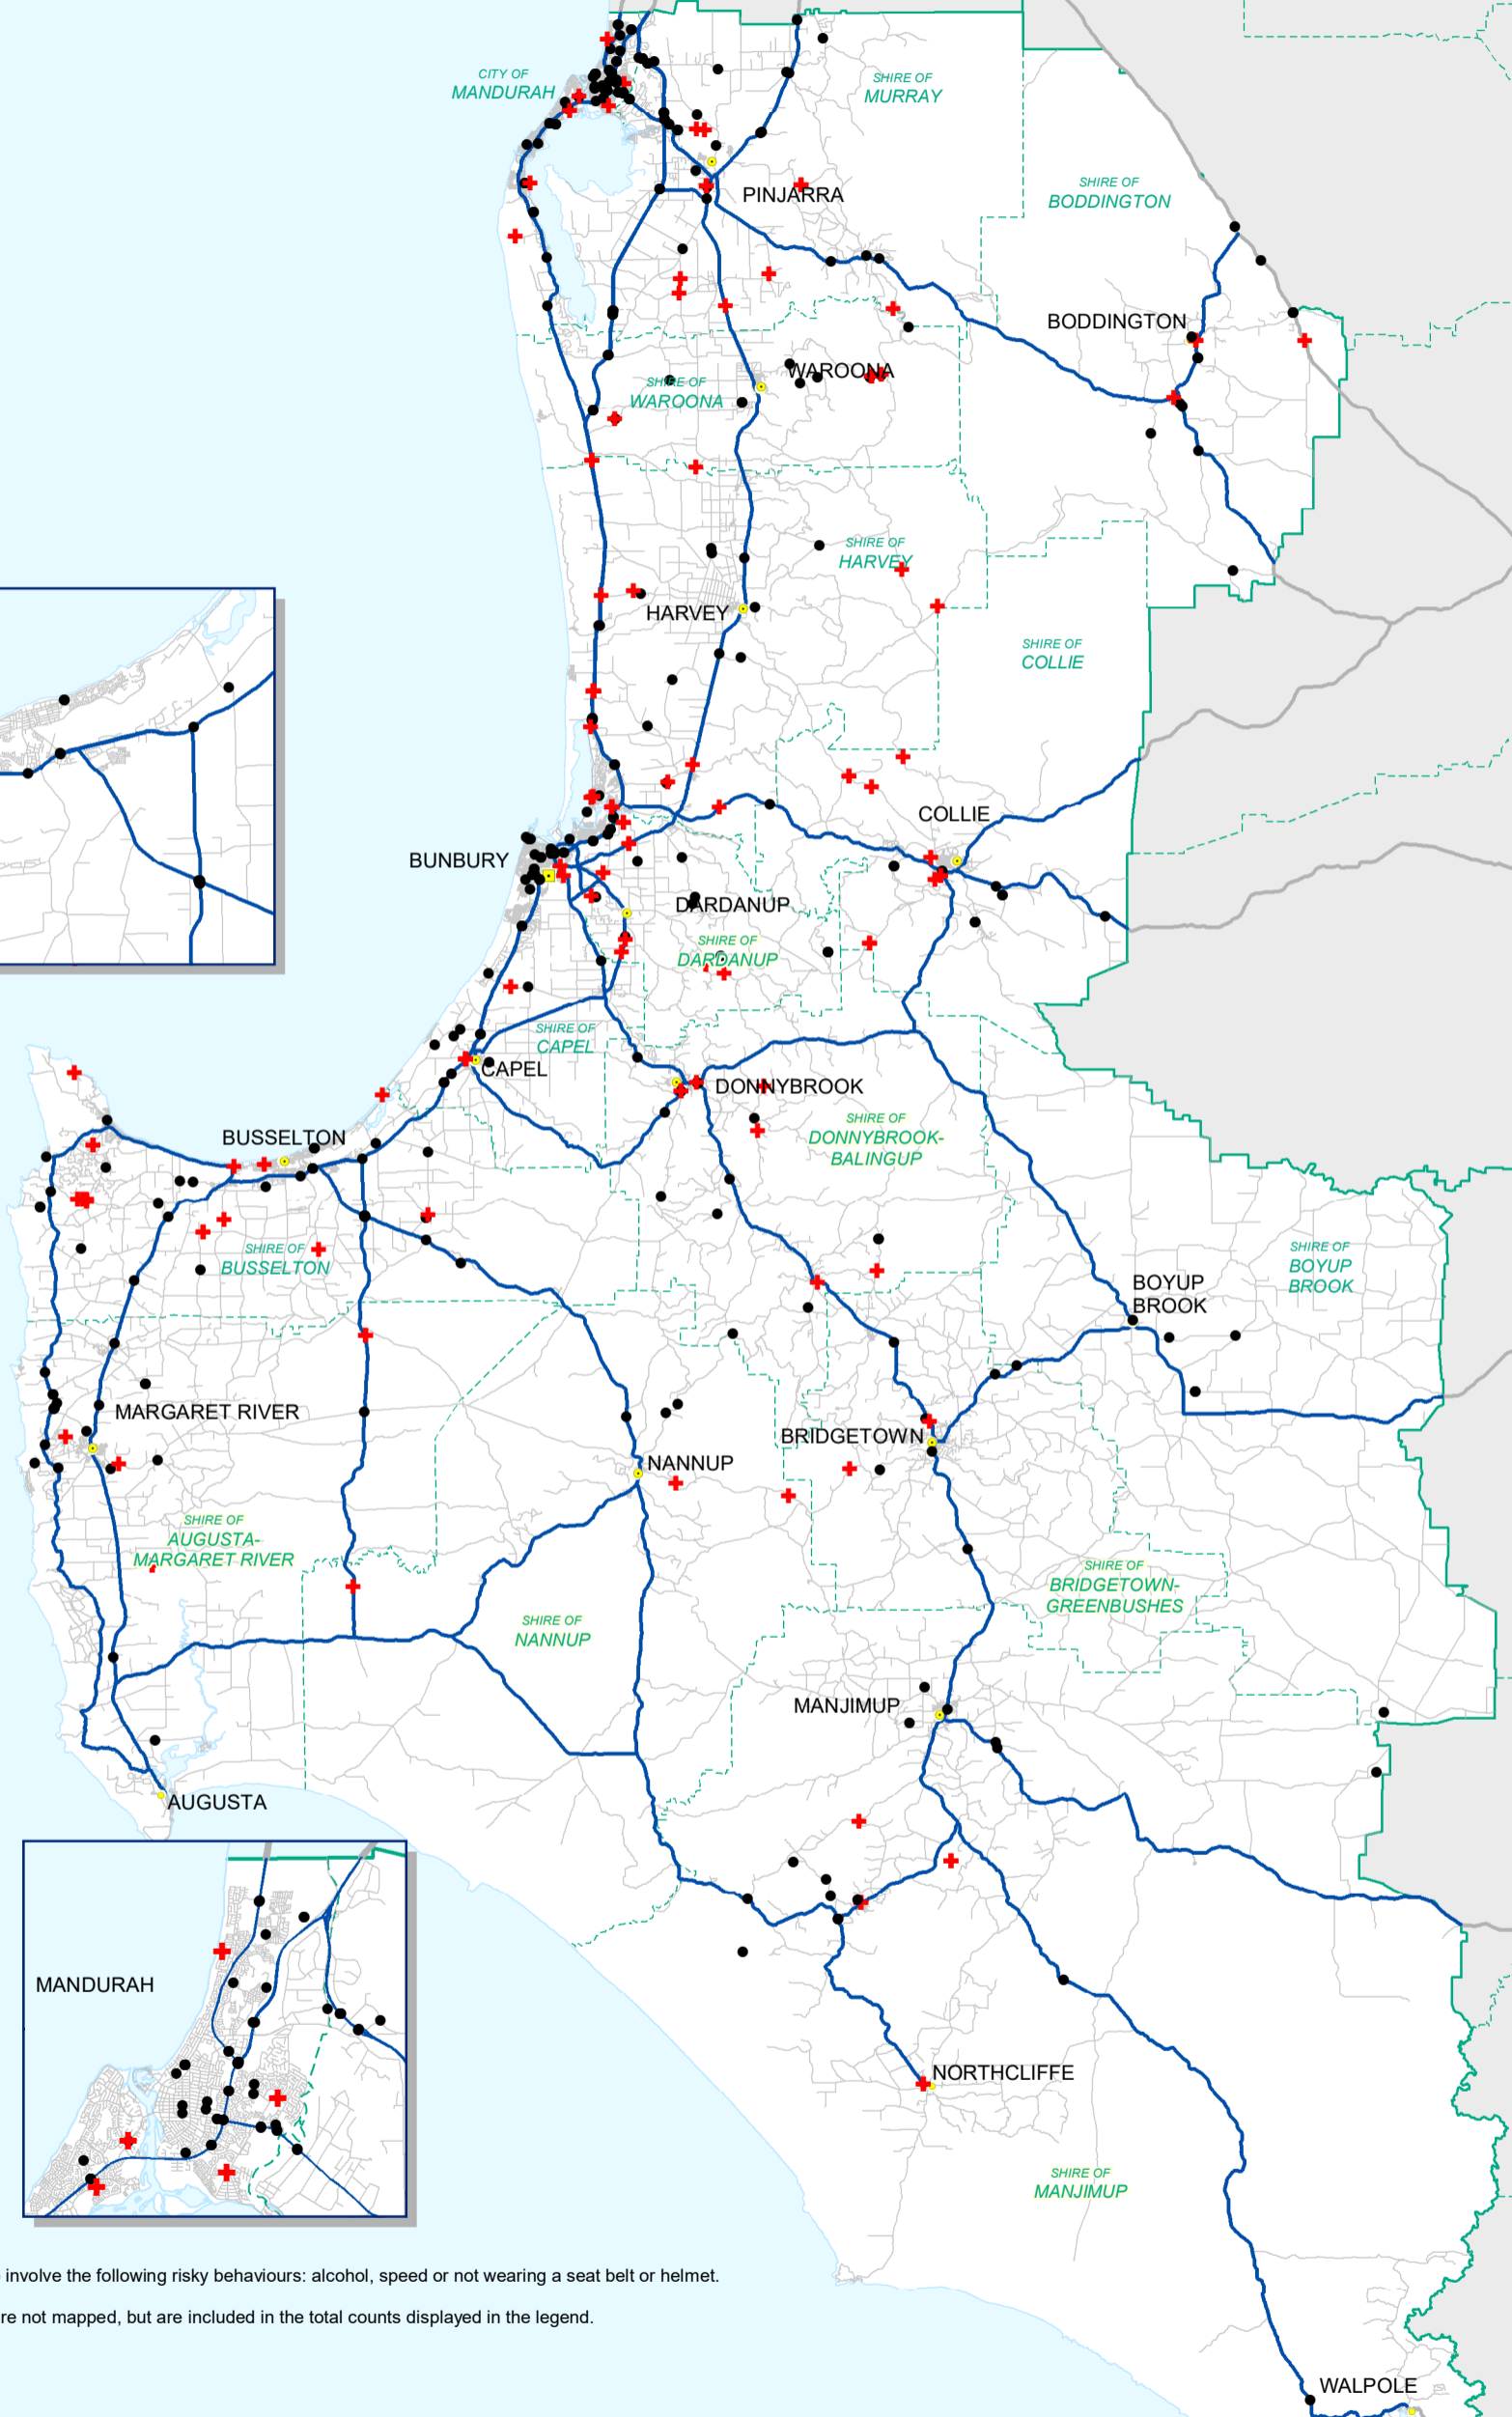 CITY OF
MANDURAH
SHIRE OF
MURRAY
PINJARRA
SHIRE OF
BODDINGTON
BODDINGTON
WAROONA
SHIRE OF
WAROONA
SHIRE OF
HARVEY
HARVEY
SHIRE OF
COLLIE
COLLIE
BUNBURY
DARDANUP
SHIRE OF
DARDANUP
SHIRE OF
CAPEL
CAPEL
DONNYBROOK
SHIRE OF
DONNYBROOK-
BALINGUP
BUSSELTON
SHIRE OF
BUSSELTON
SHIRE OF
BOYUP
BROOK
BOYUP
BROOK
MARGARET RIVER
BRIDGETOWN
NANNUP
SHIRE OF
AUGUSTA-
MARGARET RIVER
SHIRE OF
BRIDGETOWN-
GREENBUSHES
SHIRE OF
NANNUP
MANJIMUP
AUGUSTA
MANDURAH
NORTHCLIFFE
SHIRE OF
MANJIMUP
involve the following risky behaviours: alcohol, speed or not wearing a seat belt or helmet.
re not mapped, but are included in the total counts displayed in the legend.
WALPOLE